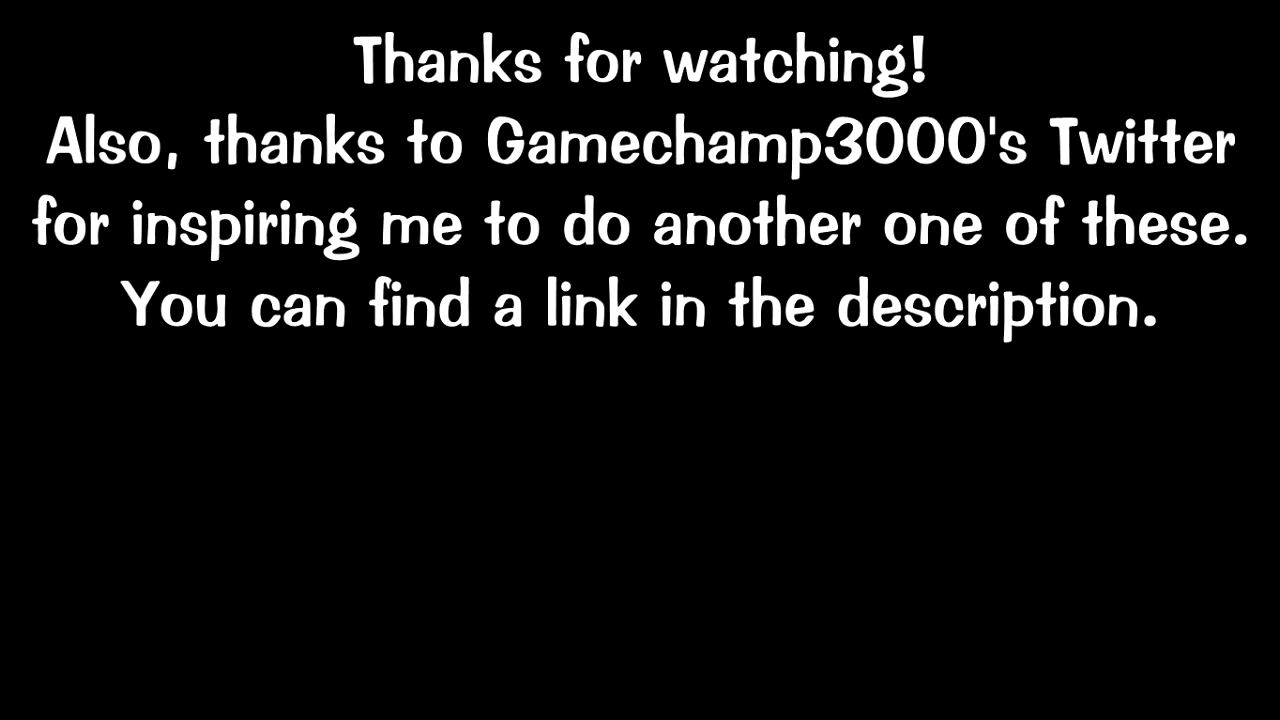 Thanks for watching!
Also, thanks to Gamechamp3000's Twitter
for inspiring me to do another one of these.
You can find a link in the description.